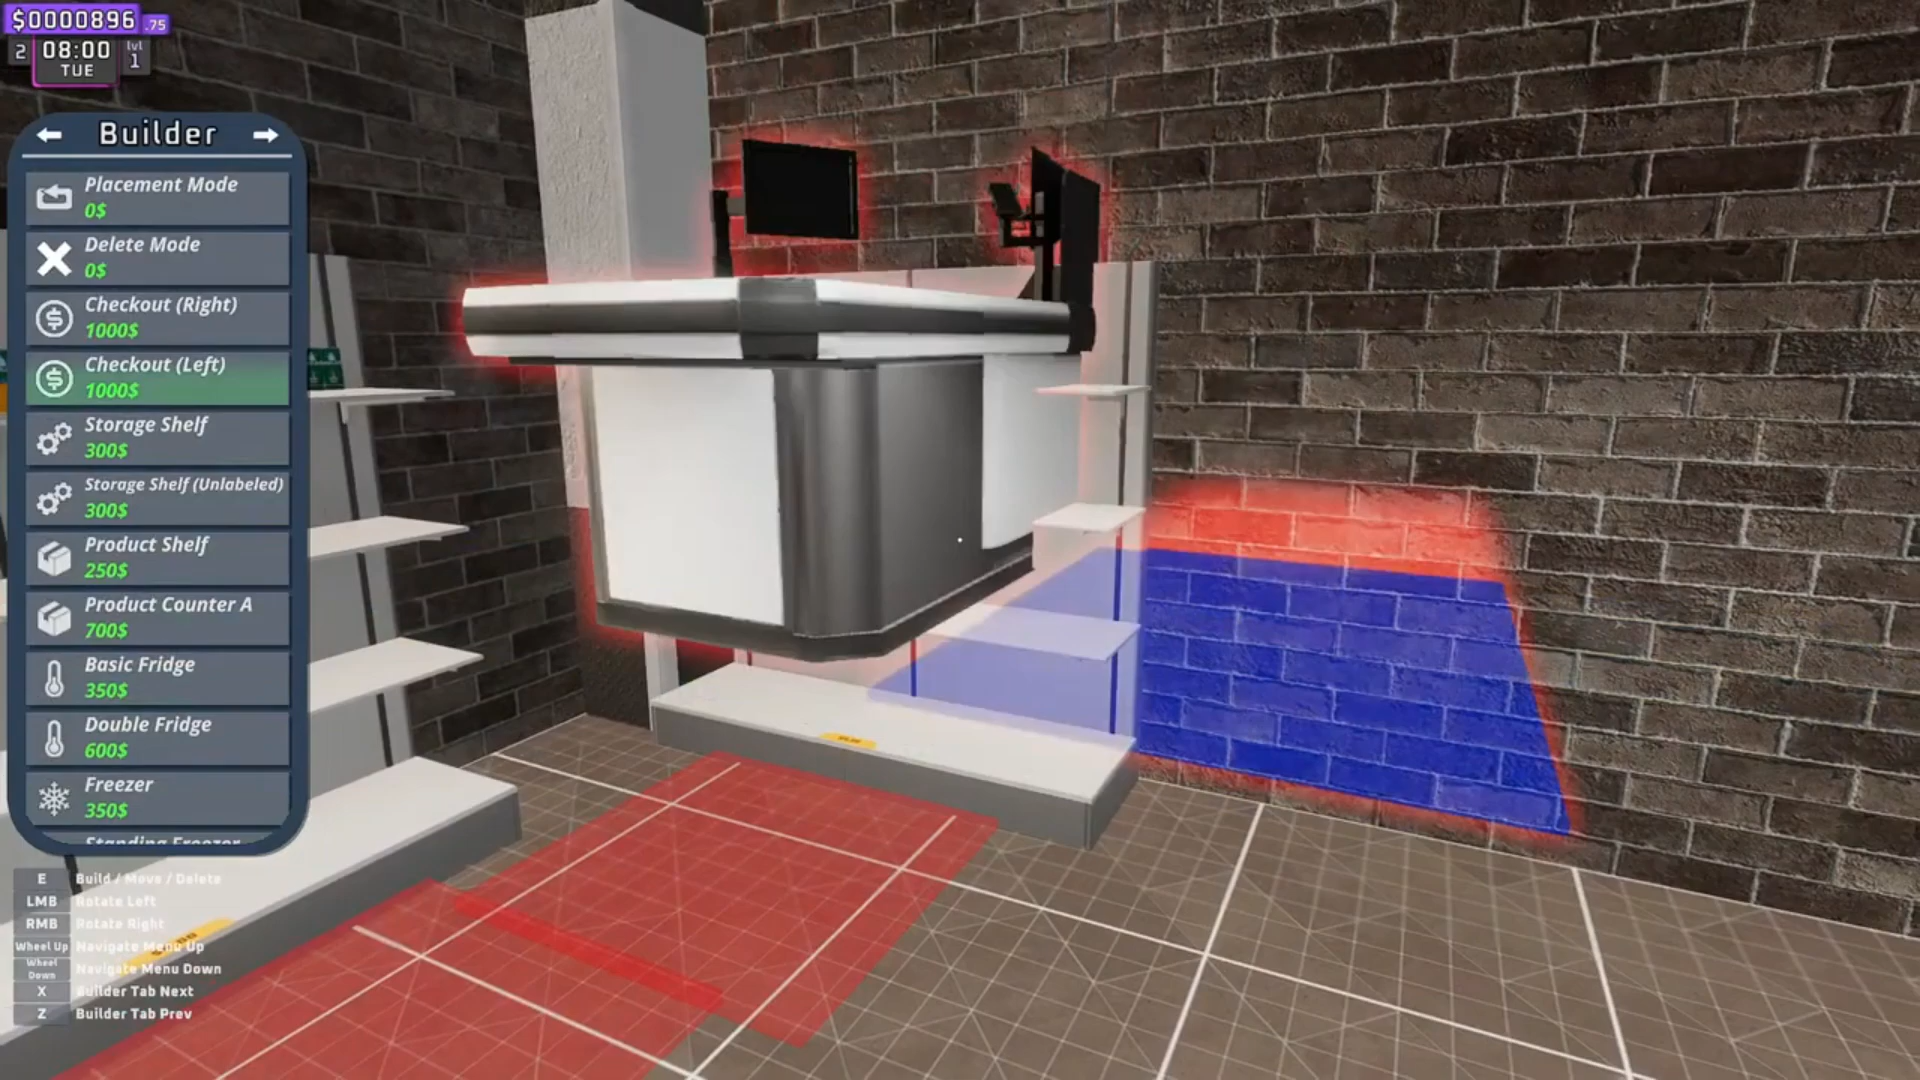 $0000896 .75
2 08:00 lvl 1
TUE
Builder
Placement Mode
0$
Delete Mode
0$
Checkout (Right)
1000$
Checkout (Left)
1000$
Storage Shelf
300$
Storage Shelf (Unlabeled)
300$
Product Shelf
250$
Product Counter A
700$
Basic Fridge
350$
Double Fridge
600$
Freezer
350$
Standing Freezer
E Build / Move / Delete
LMB Rotate Left
RMB Rotate Right
Wheel Up Navigate Menu Up
Wheel Down Navigate Menu Down
X Builder Tab Next
Z Builder Tab Prev